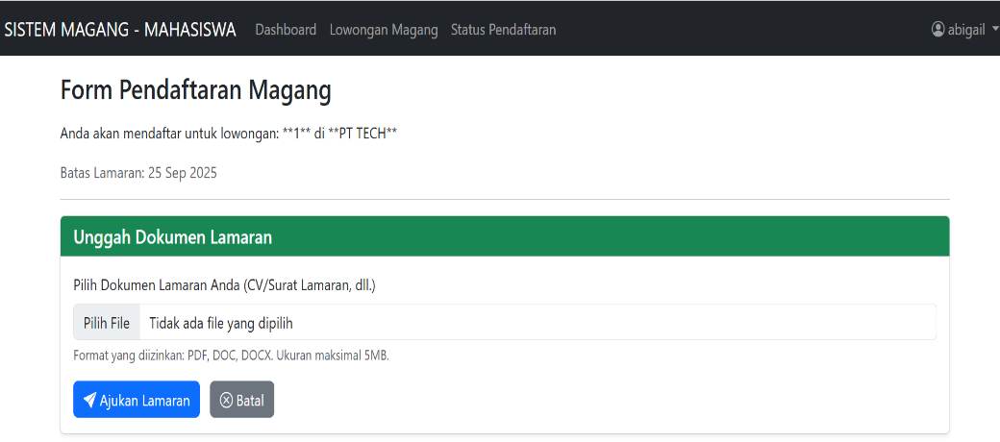 SISTEM MAGANG - MAHASISWA Dashboard Lowongan Magang Status Pendaftaran abigail
Form Pendaftaran Magang
Anda akan mendaftar untuk lowongan: **1** di **PT TECH**
Batas Lamaran: 25 Sep 2025
Unggah Dokumen Lamaran
Pilih Dokumen Lamaran Anda (CV/Surat Lamaran, dll.)
Pilih File Tidak ada file yang dipilih
Format yang diizinkan: PDF, DOC, DOCX. Ukuran maksimal 5MB.
Ajukan Lamaran Batal